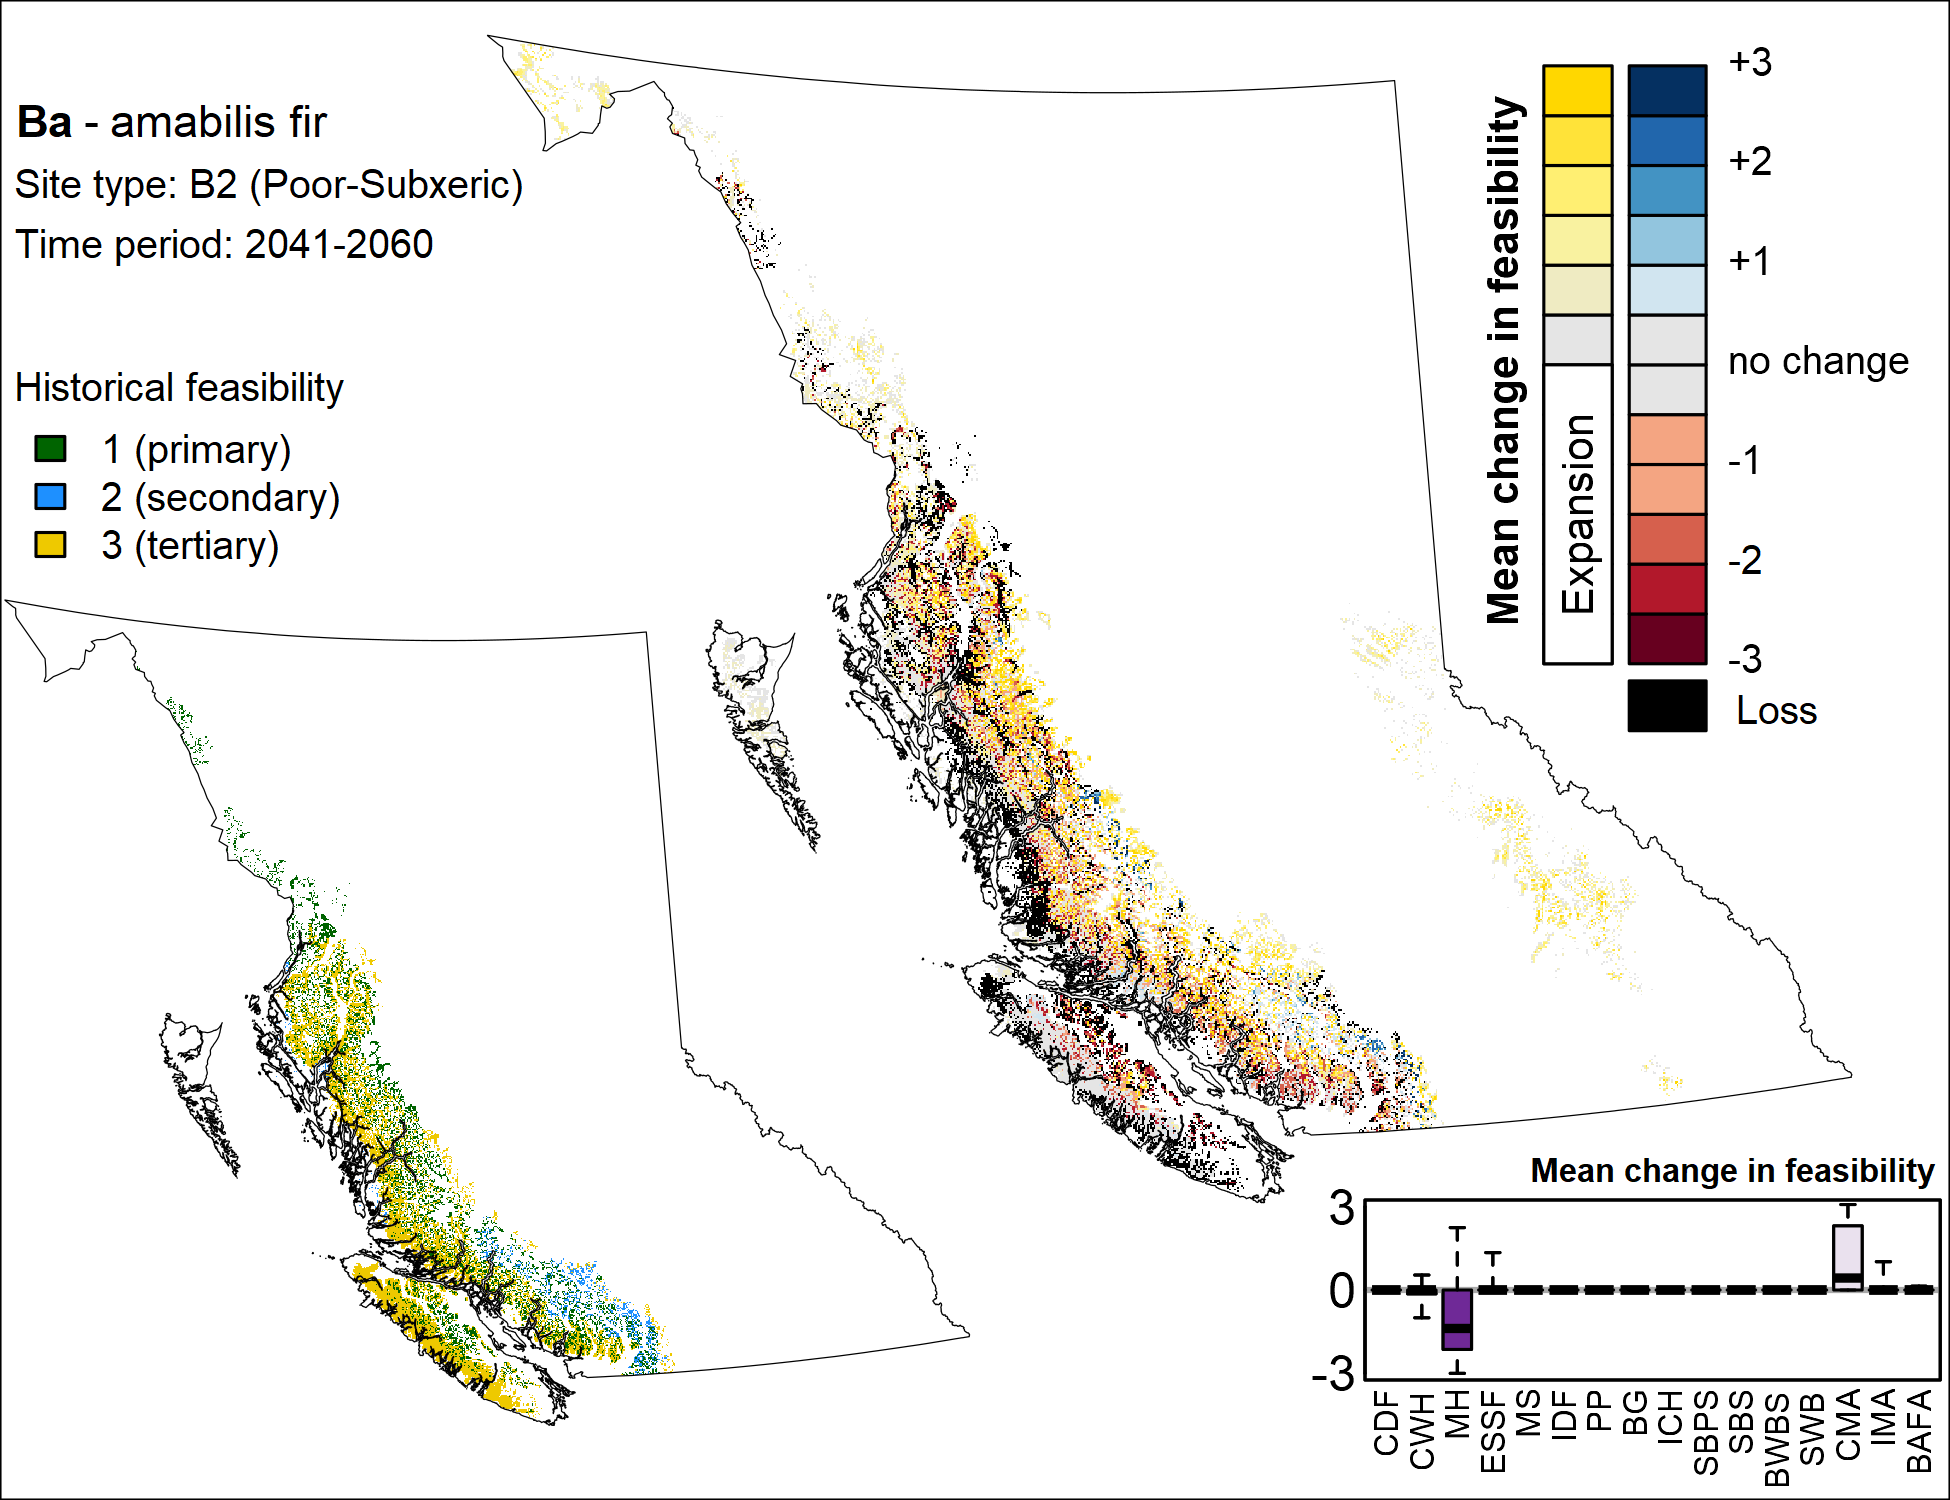 Ba - amabilis fir
Site type: B2 (Poor-Subxeric)
Time period: 2041-2060
Historical feasibility
1 (primary)
2 (secondary)
3 (tertiary)
Mean change in feasibility
Expansion
+3
+2
+1
no change
-1
-2
-3
Loss
Mean change in feasibility
3
0
-3
CDF
CWH
MH
ESSF
MS
IDF
PP
BG
ICH
SBPS
SBS
BWBS
SWB
CMA
IMA
BAFA